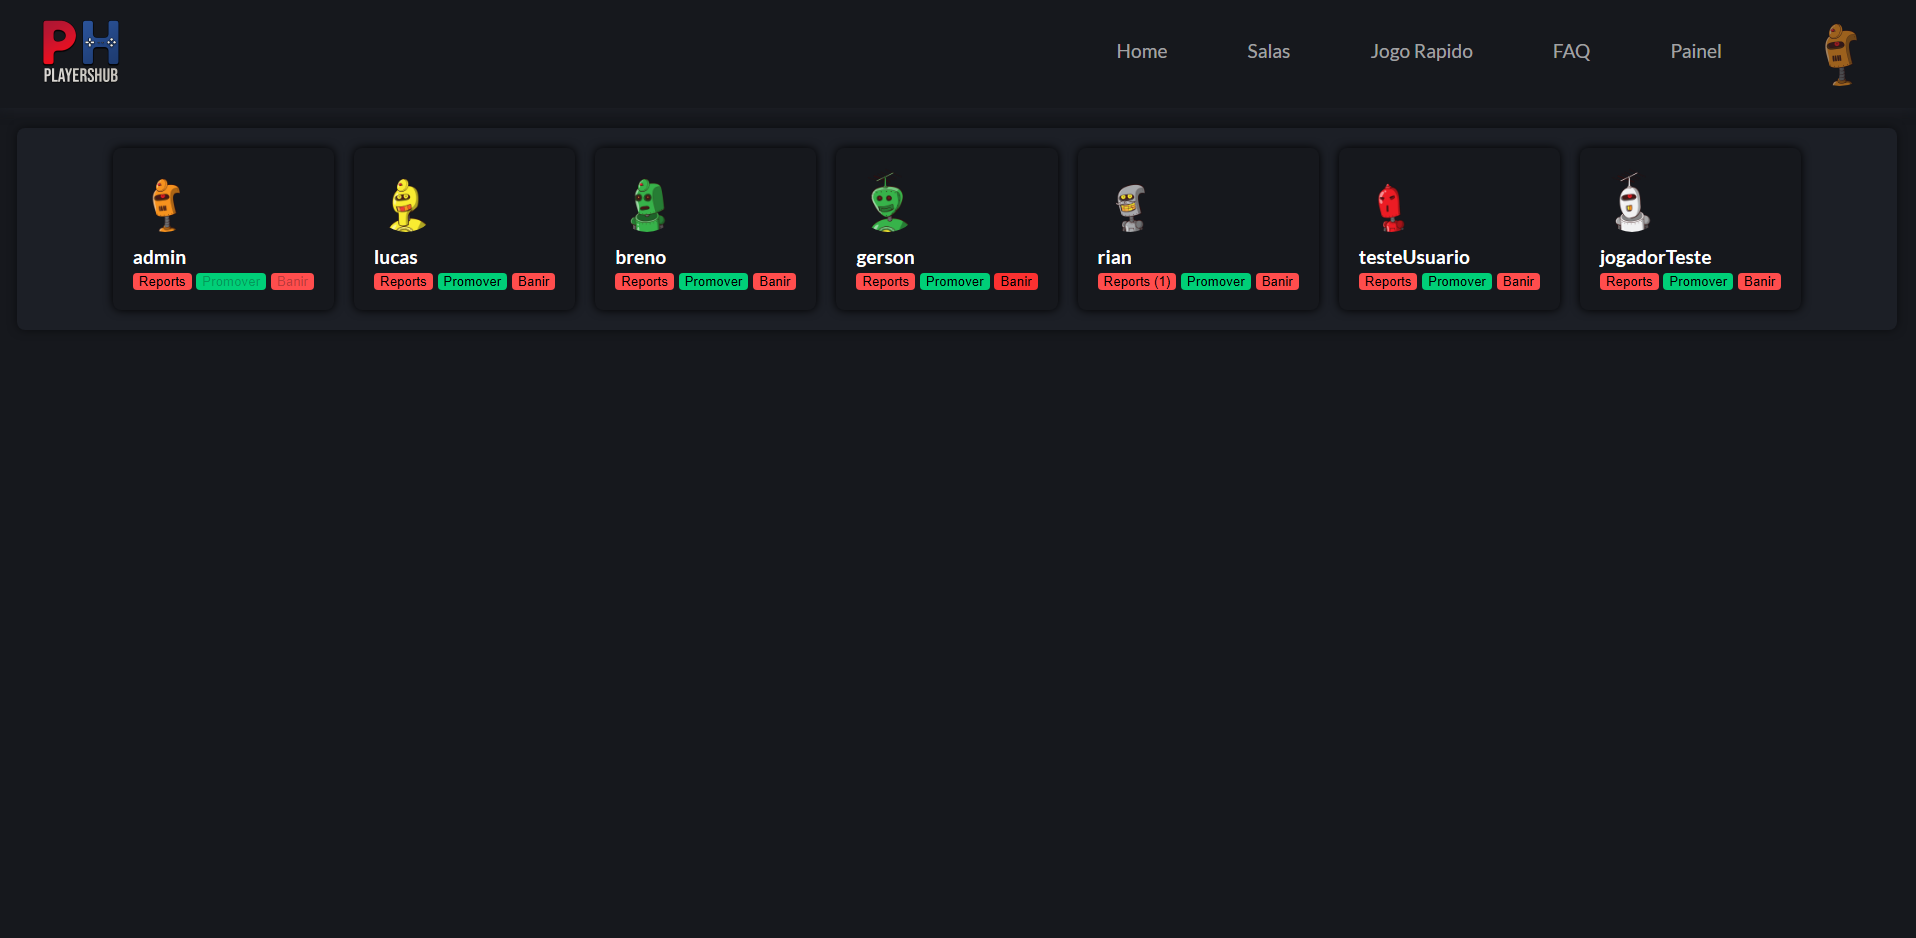 PH
PLAYERSHUB
Home Salas Jogo Rapido FAQ Painel
admin
Reports Promover Banir
lucas
Reports Promover Banir
breno
Reports Promover Banir
gerson
Reports Promover Banir
rian
Reports (1) Promover Banir
testeUsuario
Reports Promover Banir
jogadorTeste
Reports Promover Banir